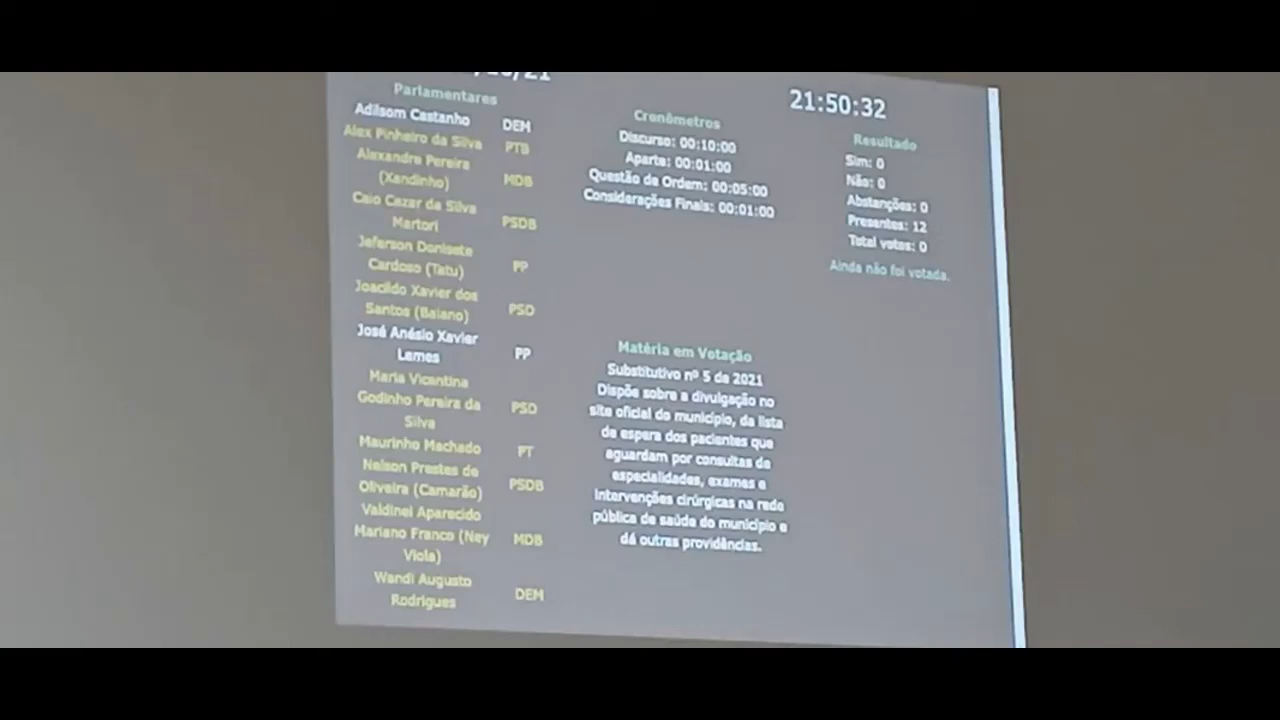 21:50:32
Parlamentares
Adilsom Castanho DEM
Alex Pinheiro da Silva PTB
Alexandre Pereira
(Xandinho) MDB
Caio Cezar da Silva
Martori PSDB
Jeferson Donisete
Cardoso (Tatu) PP
Joacildo Xavier dos
Santos (Baiano) PSD
José Anésio Xavier
Lemes PP
Maria Vicentina
Godinho Pereira da
Silva PSD
Maurinho Machado PT
Nelson Prestes de
Oliveira (Camarão) PSDB
Valdinei Aparecido
Mariano Franco (Ney
Viola) MDB
Wandi Augusto
Rodrigues DEM
Cronômetros
Discurso: 00:10:00
Aparte: 00:01:00
Questão de Ordem: 00:05:00
Considerações Finais: 00:01:00
Matéria em Votação
Substitutivo nº 5 de 2021
Dispõe sobre a divulgação no
site oficial do município, da lista
de espera dos pacientes que
aguardam por consultas de
especialidades, exames e
intervenções cirúrgicas na rede
pública de saúde do município e
dá outras providências.
Resultado
Sim: 0
Não: 0
Abstenções: 0
Presentes: 12
Total votos: 0
Ainda não foi votada.